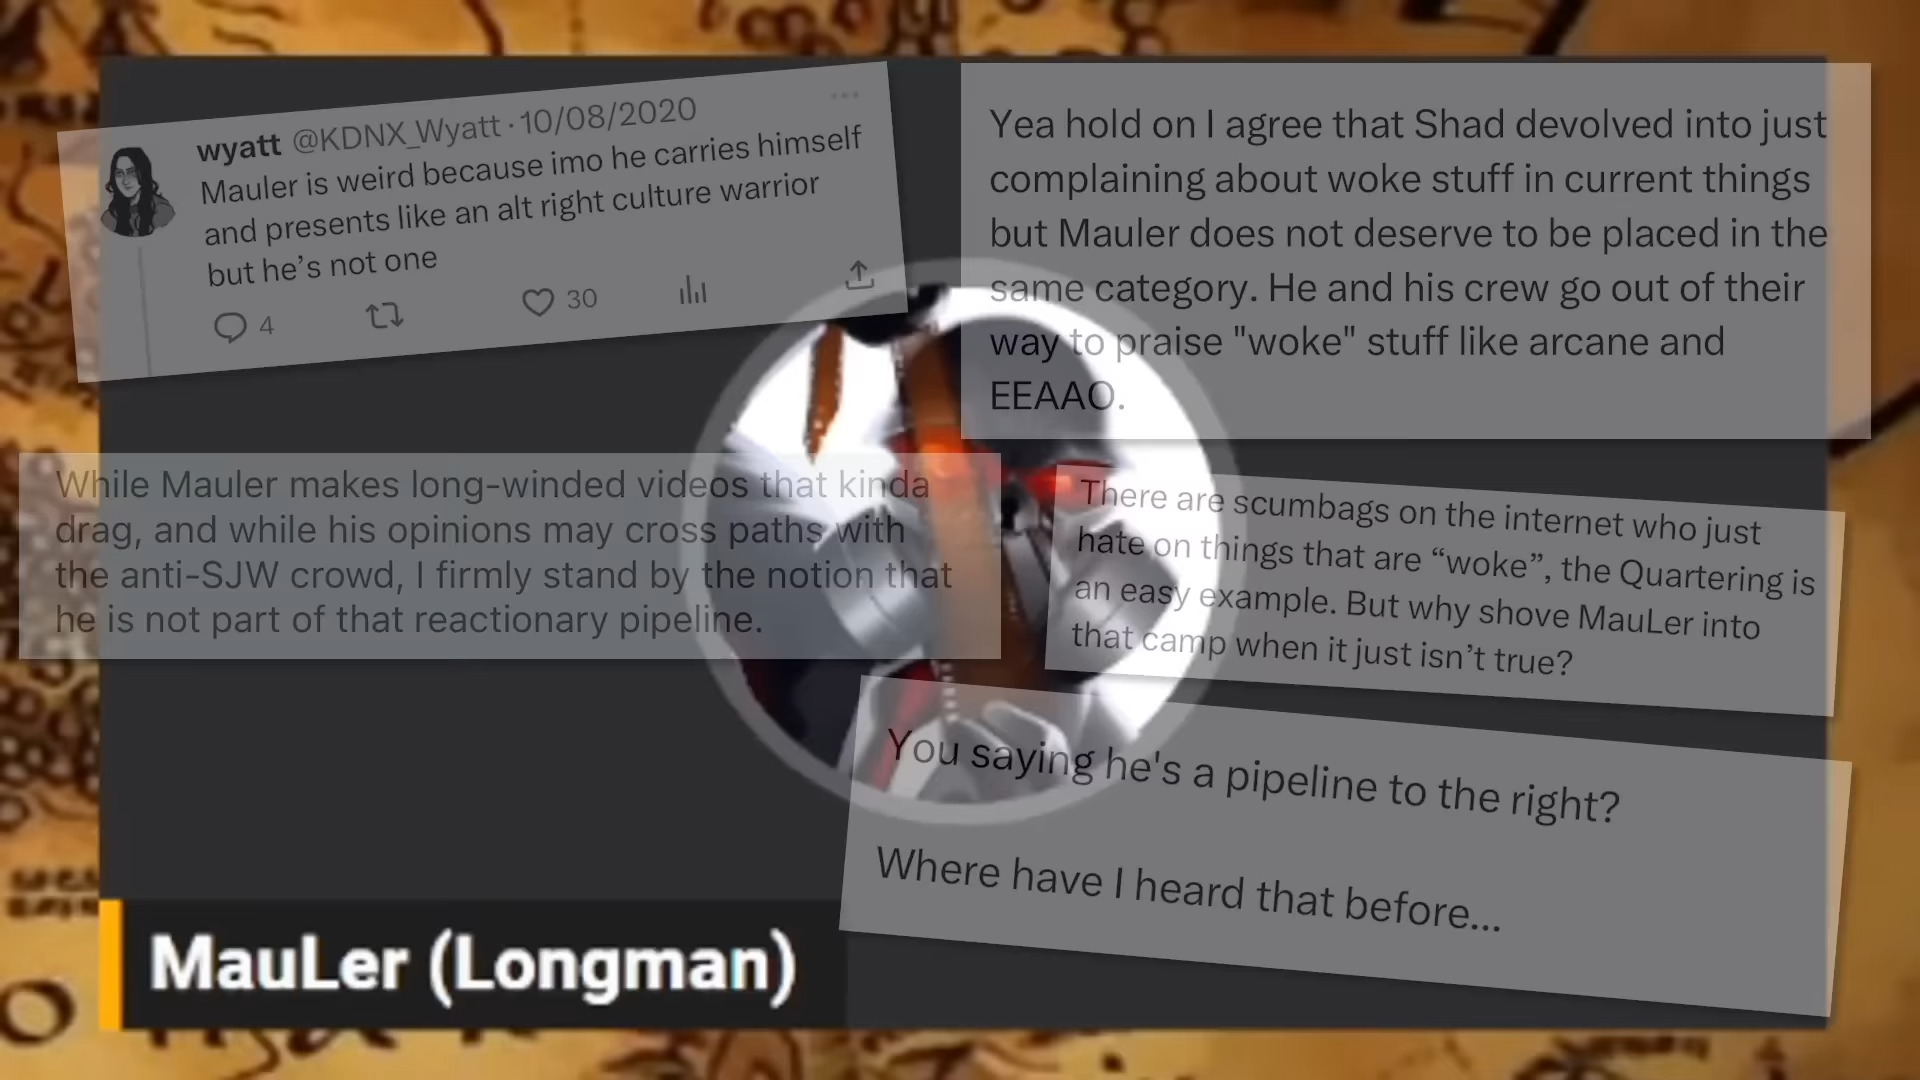 wyatt @KDNX_Wyatt · 10/08/2020
Mauler is weird because imo he carries himself
and presents like an alt right culture warrior
but he’s not one
4
30
Yea hold on I agree that Shad devolved into just
complaining about woke stuff in current things
but Mauler does not deserve to be placed in the
same category. He and his crew go out of their
way to praise "woke" stuff like arcane and
EEAAO.
While Mauler makes long-winded videos that kinda
drag, and while his opinions may cross paths with
the anti-SJW crowd, I firmly stand by the notion that
he is not part of that reactionary pipeline.
There are scumbags on the internet who just
hate on things that are “woke”, the Quartering is
an easy example. But why shove MauLer into
that camp when it just isn’t true?
You saying he's a pipeline to the right?
Where have I heard that before...
MauLer (Longman)